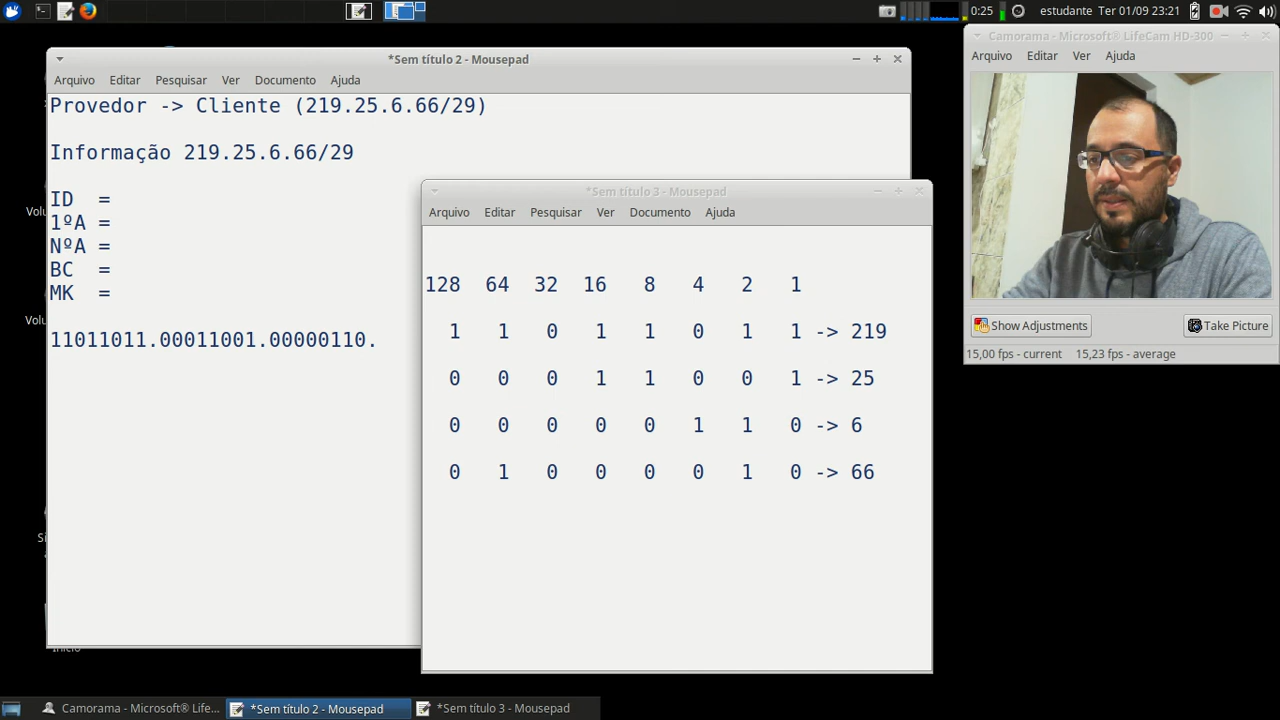 0:25 estudante Ter 01/09 23:21
*Sem título 2 - Mousepad
Arquivo Editar Pesquisar Ver Documento Ajuda
Provedor -> Cliente (219.25.6.66/29)
Informação 219.25.6.66/29
ID =
1ºA =
NºA =
BC =
MK =
11011011.00011001.00000110.
*Sem título 3 - Mousepad
Arquivo Editar Pesquisar Ver Documento Ajuda
128 64 32 16 8 4 2 1
1 1 0 1 1 0 1 1 -> 219
0 0 0 1 1 0 0 1 -> 25
0 0 0 0 0 1 1 0 -> 6
0 1 0 0 0 0 1 0 -> 66
Camorama - Microsoft® LifeCam HD-300
Arquivo Editar Ver Ajuda
Show Adjustments Take Picture
15,00 fps - current 15,23 fps - average
Volu
Volu
Si
Início
Camorama - Microsoft® Life... *Sem título 2 - Mousepad *Sem título 3 - Mousepad